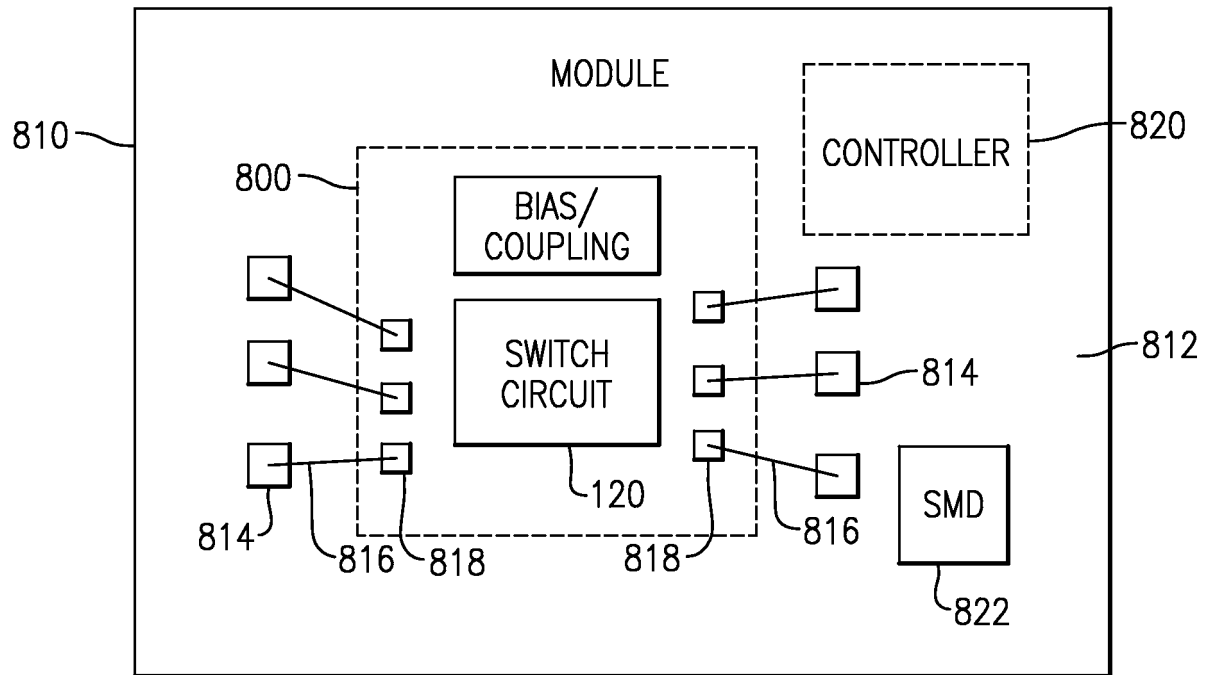 MODULE
810
820
CONTROLLER
800
BIAS/
COUPLING
SWITCH
CIRCUIT
812
814
814
816
818
120
818
816
SMD
822